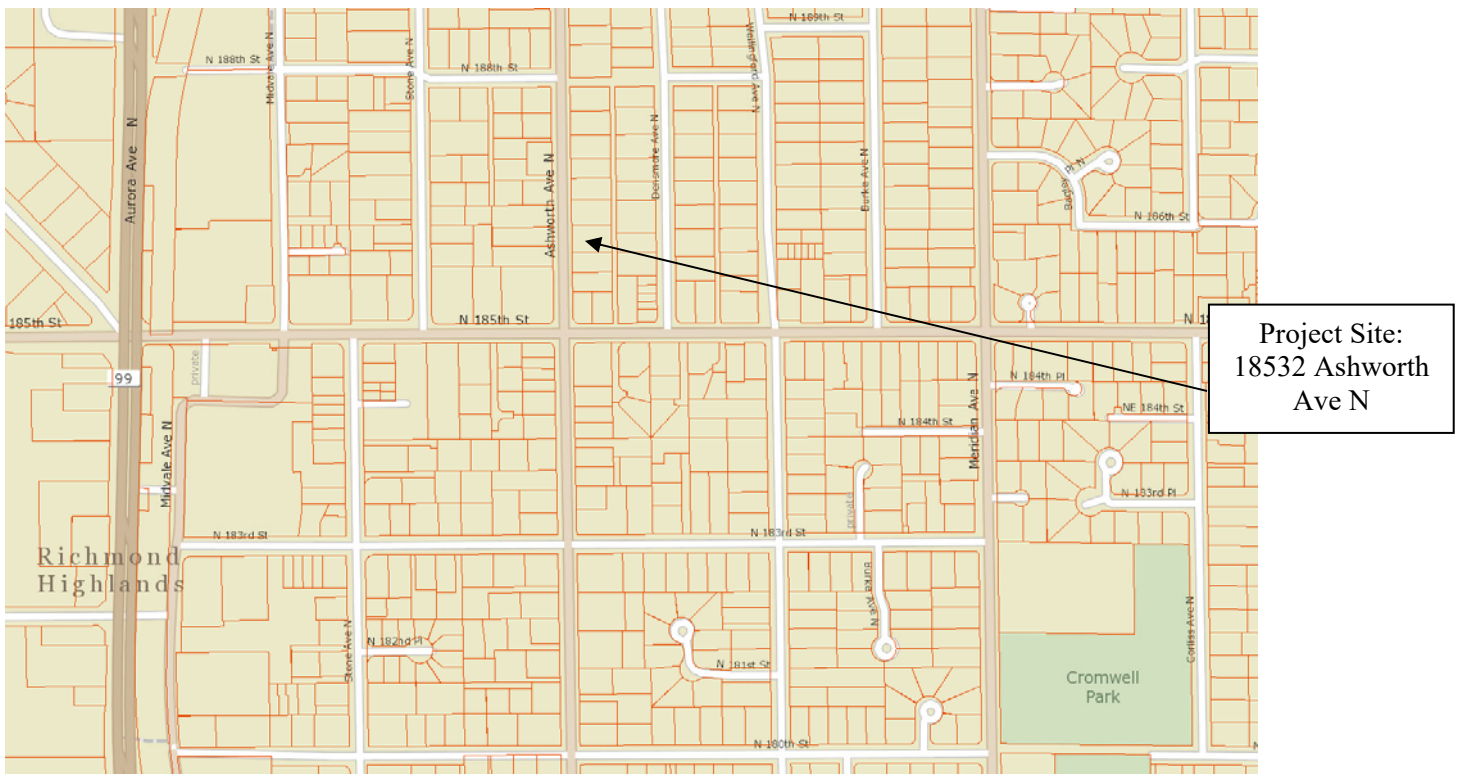 N 189th St
N 188th St
N 188th St
Midvale Ave N
Stone Ave N
Wallingford Ave N
Aurora Ave N
Ashworth Ave N
Densmore Ave N
Burke Ave N
Bagley Pl N
N 186th St
185th St
N 185th St
N 18
Project Site:
18532 Ashworth
Ave N
99
private
N 184th Pl
NE 184th St
N 184th St
Meridian Ave N
Midvale Ave N
private
N 183rd Pl
N 183rd St
N 183rd St
Richmond
Highlands
Burke Ave N
Corliss Ave N
Stone Ave N
N 182nd Pl
N 181st St
Cromwell
Park
N 180th St